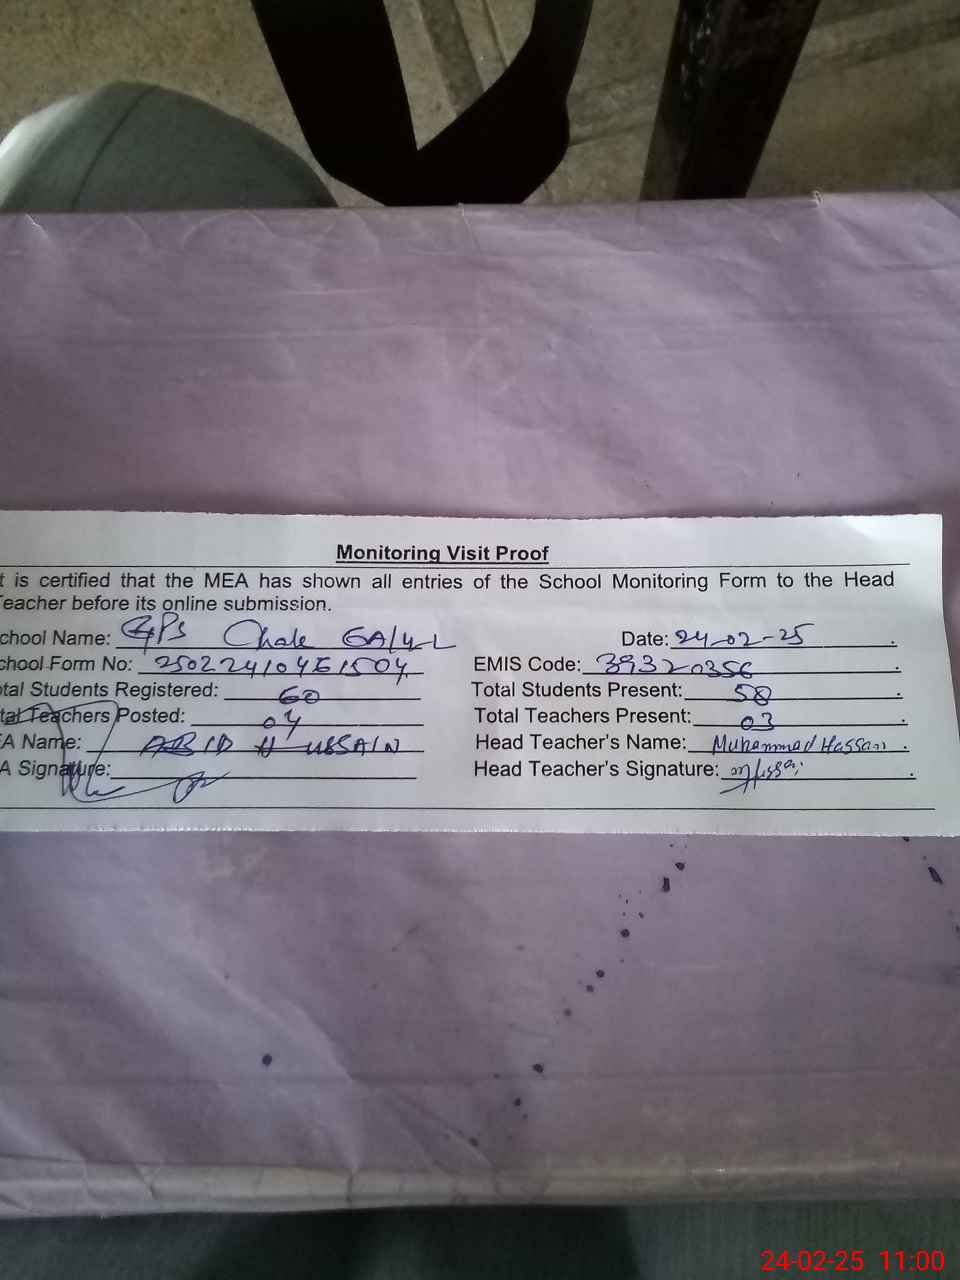 Monitoring Visit Proof
t is certified that the MEA has shown all entries of the School Monitoring Form to the Head
Teacher before its online submission.
chool Name: GPS Chak 6A/4-L Date: 24-02-25
chool Form No: 250224104E1504 EMIS Code: 39320356
otal Students Registered: 60 Total Students Present: 58
tal Teachers Posted: 04 Total Teachers Present: 03
EA Name: ABID HUSSAIN Head Teacher's Name: Muhammad Hassan
A Signature: Head Teacher's Signature:
24-02-25 11:00